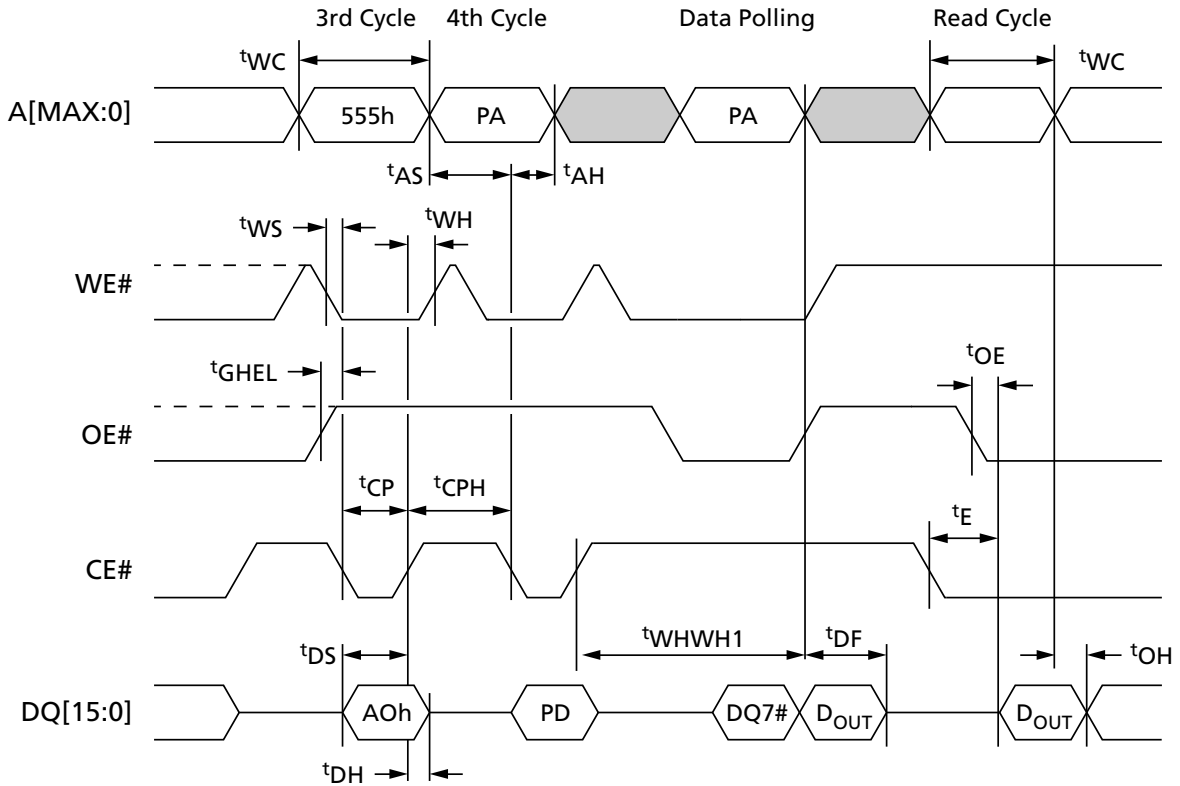 3rd Cycle 4th Cycle Data Polling Read Cycle
tWC tWC
A[MAX:0] 555h PA PA
tAS tAH
tWS tWH
WE#
tGHEL tOE
OE#
tCP tCPH tE
CE#
tDS tWHWH1 tDF tOH
DQ[15:0] AOh PD DQ7# DOUT DOUT
tDH